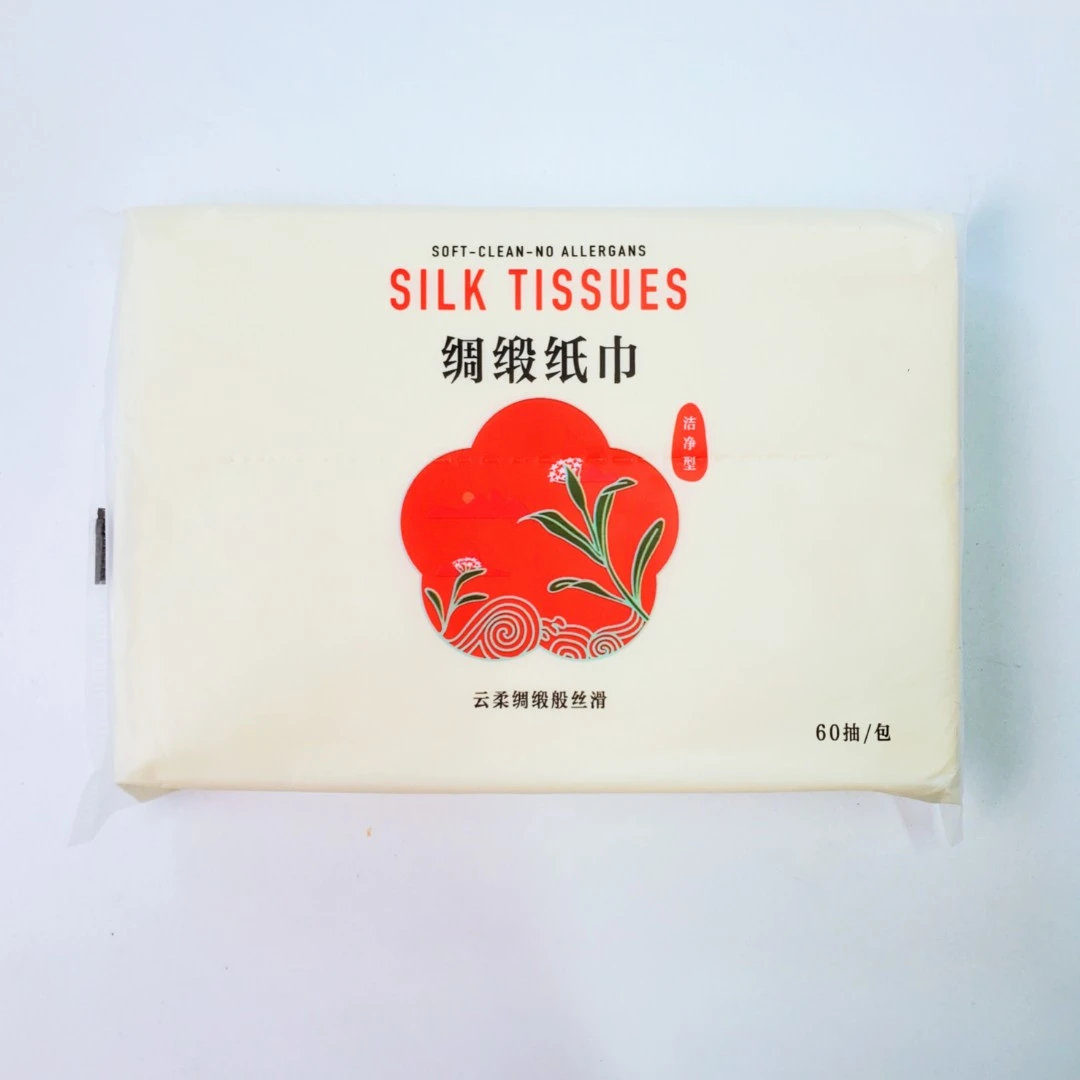 SOFT-CLEAN-NO ALLERGANS
SILK TISSUES
绸缎纸巾
洁净型
云柔绸缎般丝滑
60抽/包